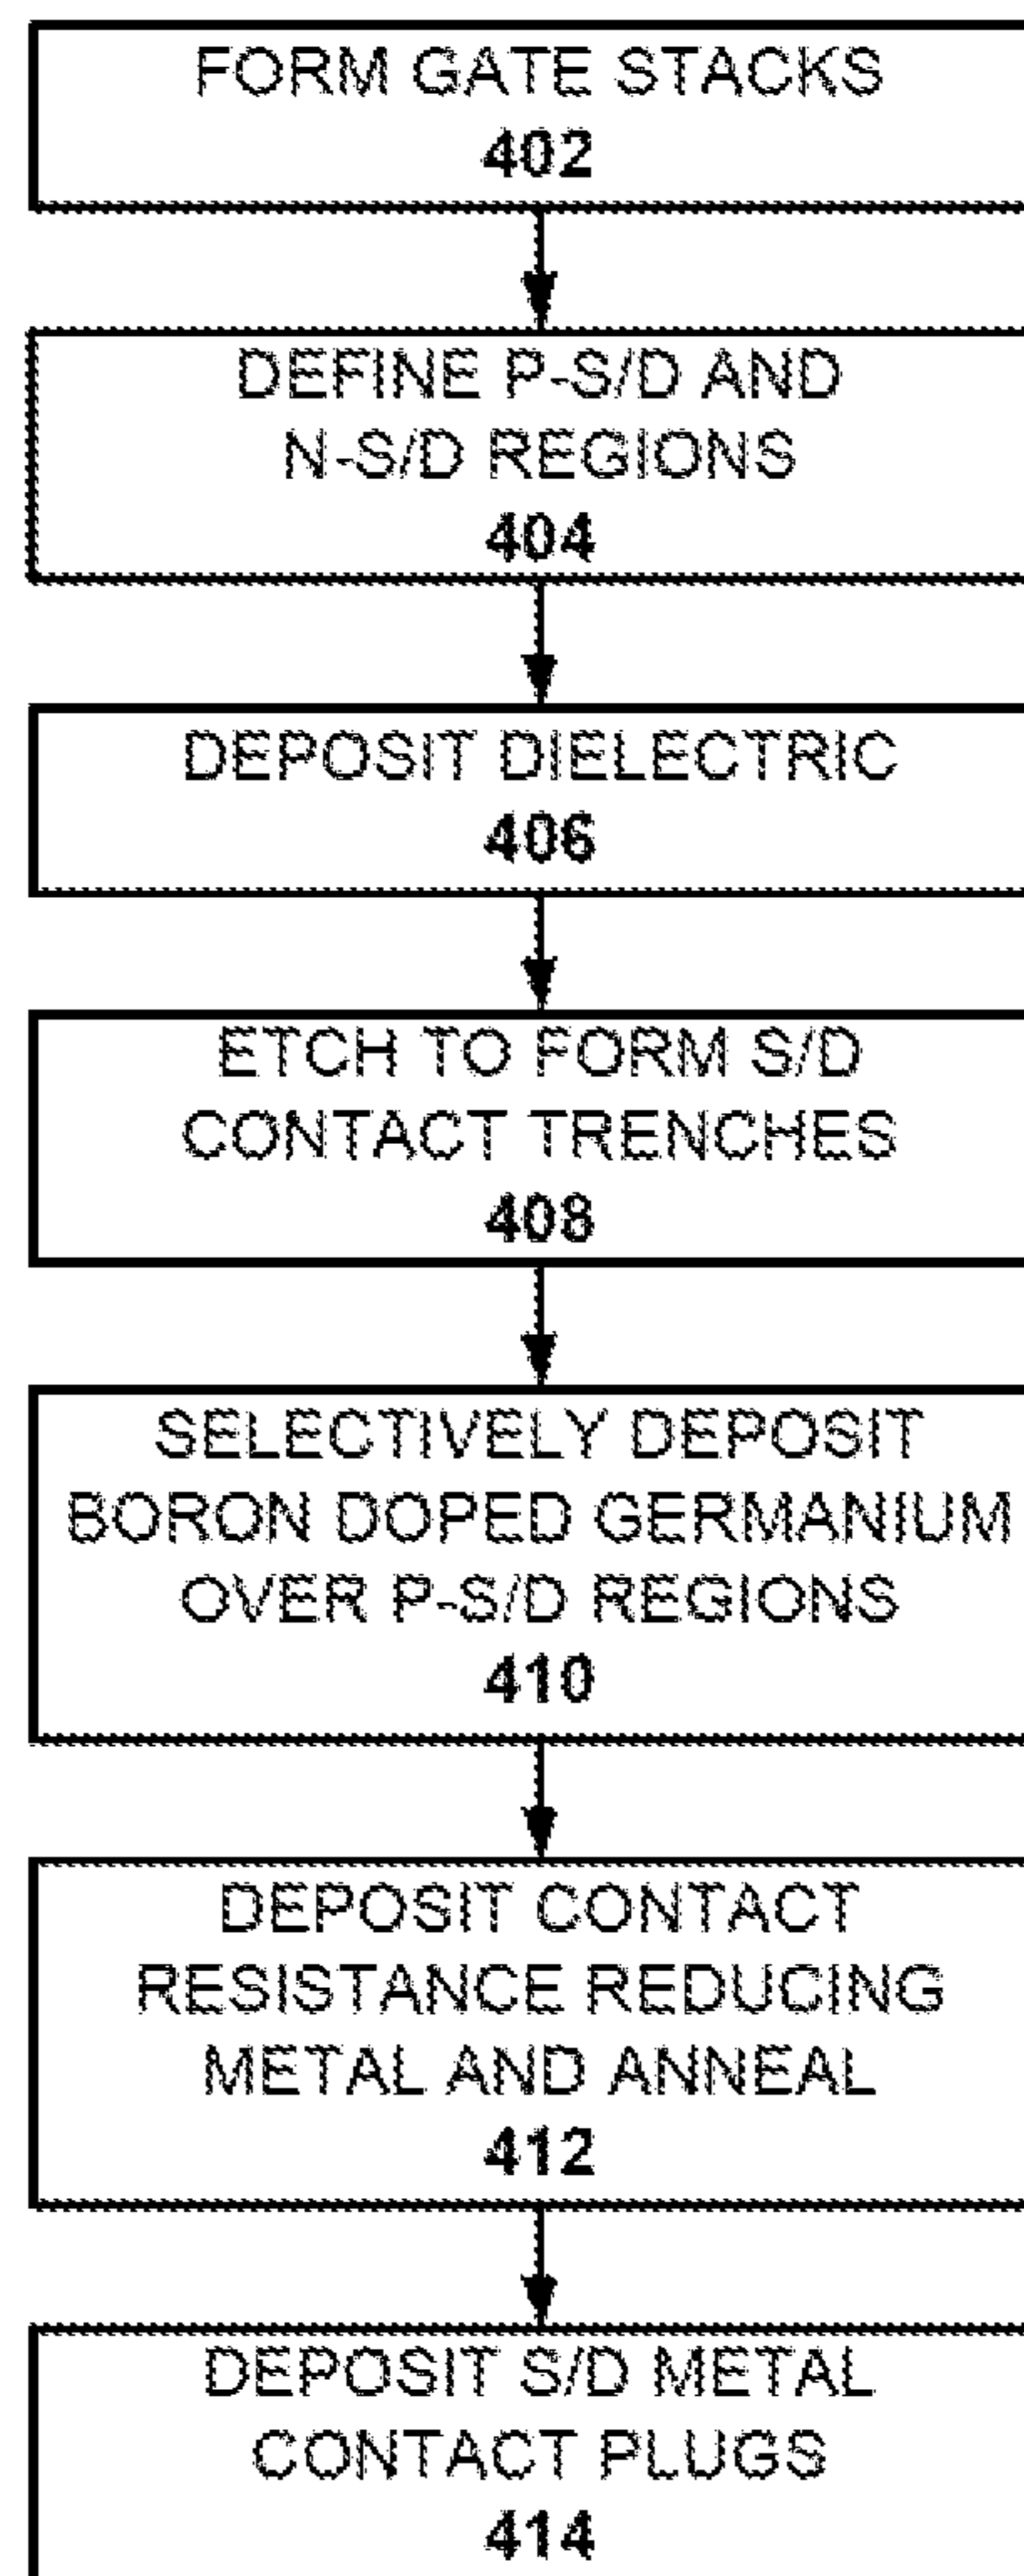 FORM GATE STACKS
402
DEFINE P-S/D AND
N-S/D REGIONS
404
DEPOSIT DIELECTRIC
406
ETCH TO FORM S/D
CONTACT TRENCHES
408
SELECTIVELY DEPOSIT
BORON DOPED GERMANIUM
OVER P-S/D REGIONS
410
DEPOSIT CONTACT
RESISTANCE REDUCING
METAL AND ANNEAL
412
DEPOSIT S/D METAL
CONTACT PLUGS
414